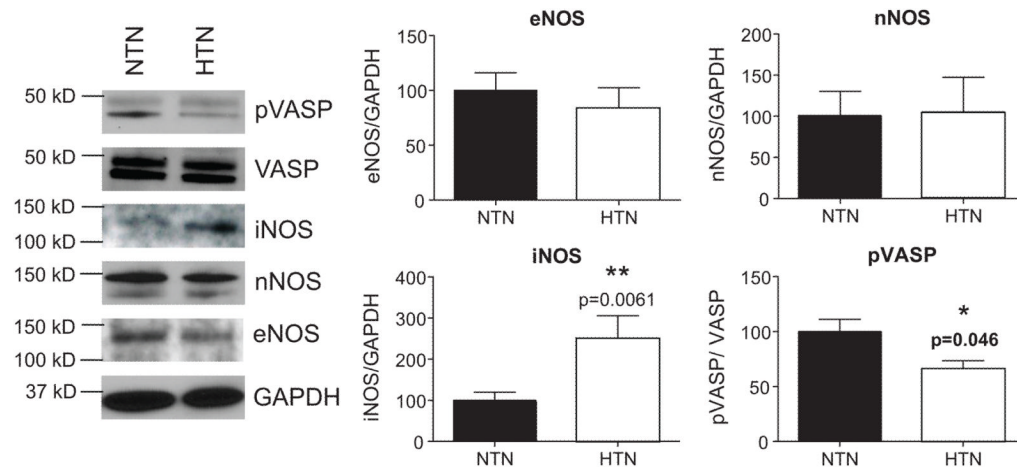 NTN HTN
50 kD pVASP
50 kD VASP
150 kD
iNOS
100 kD
150 kD nNOS
150 kD eNOS
100 kD
37 kD GAPDH
eNOS
eNOS/GAPDH
150
100
50
0
NTN HTN
nNOS
nNOS/GAPDH
200
150
100
50
0
NTN HTN
iNOS
iNOS/GAPDH
400
300
200
100
0
**
p=0.0061
NTN HTN
pVASP
pVASP/ VASP
150
100
50
0
*
p=0.046
NTN HTN